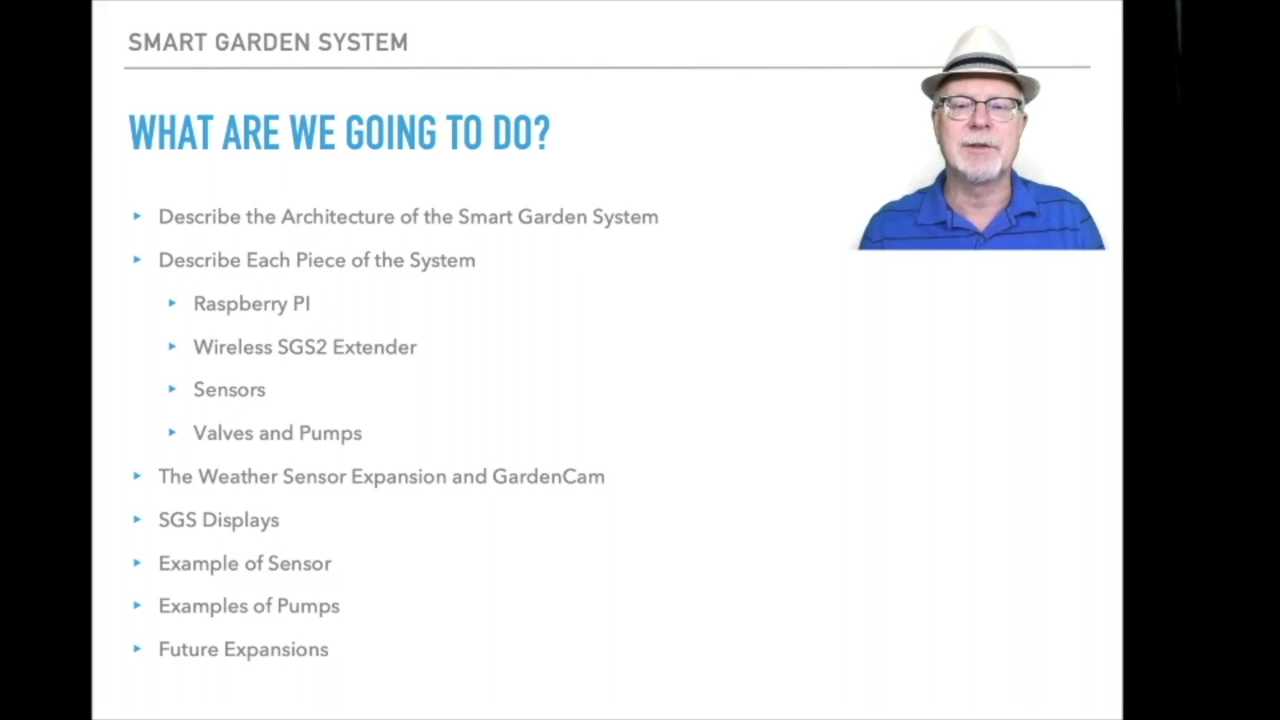 SMART GARDEN SYSTEM
WHAT ARE WE GOING TO DO?
Describe the Architecture of the Smart Garden System
Describe Each Piece of the System
Raspberry PI
Wireless SGS2 Extender
Sensors
Valves and Pumps
The Weather Sensor Expansion and GardenCam
SGS Displays
Example of Sensor
Examples of Pumps
Future Expansions